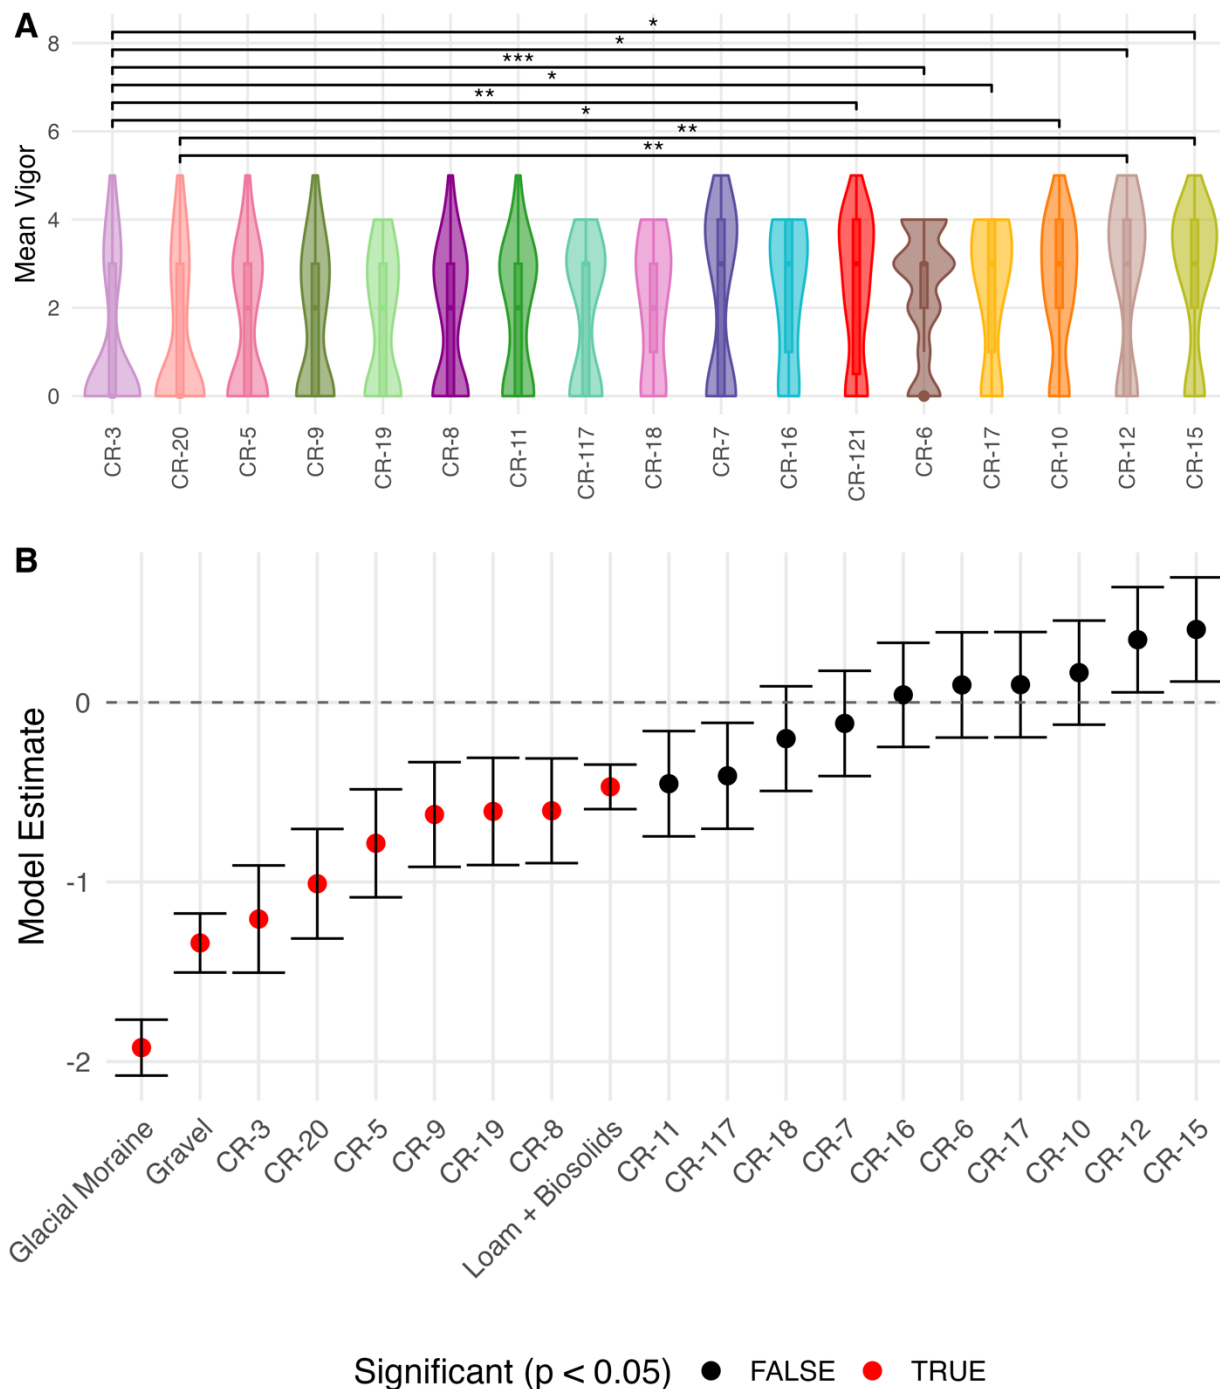 A
Mean Vigor
8
6
4
2
0
*
*
***
*
**
*
**
**
CR-3
CR-20
CR-5
CR-9
CR-19
CR-8
CR-11
CR-117
CR-18
CR-7
CR-16
CR-121
CR-6
CR-17
CR-10
CR-12
CR-15
B
Model Estimate
0
-1
-2
Glacial Moraine
Gravel
CR-3
CR-20
CR-5
CR-9
CR-19
CR-8
Loam + Biosolids
CR-11
CR-117
CR-18
CR-7
CR-16
CR-6
CR-17
CR-10
CR-12
CR-15
Significant (p < 0.05) FALSE TRUE